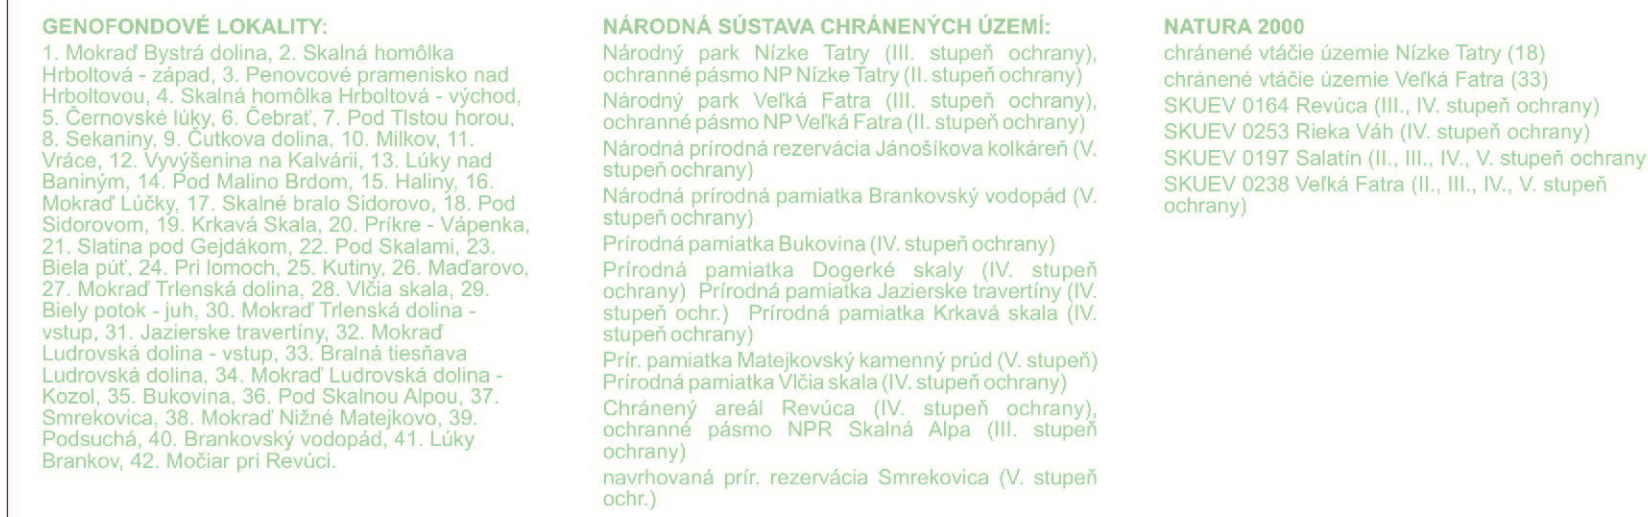 GENOFONDOVÉ LOKALITY:
1. Mokraď Bystrá dolina, 2. Skalná homôlka
Hrboltová - západ, 3. Penovcové pramenisko nad
Hrboltovou, 4. Skalná homôlka Hrboltová - východ,
5. Černovské lúky, 6. Čebrať, 7. Pod Tlstou horou,
8. Sekaniny, 9. Čutkova dolina, 10. Milkov, 11.
Vráce, 12. Vyvýšenina na Kalvárii, 13. Lúky nad
Baniným, 14. Pod Malino Brdom, 15. Haliny, 16.
Mokraď Lúčky, 17. Skalné bralo Sidorovo, 18. Pod
Sidorovom, 19. Krkavá Skala, 20. Príkre - Vápenka,
21. Slatina pod Gejdákom, 22. Pod Skalami, 23.
Biela púť, 24. Pri lomoch, 25. Kutiny, 26. Maďarovo,
27. Mokraď Trlenská dolina, 28. Vlčia skala, 29.
Biely potok - juh, 30. Mokraď Trlenská dolina -
vstup, 31. Jazierske travertíny, 32. Mokraď
Ludrovská dolina - vstup, 33. Bralná tiesňava
Ludrovská dolina, 34. Mokraď Ludrovská dolina -
Kozol, 35. Bukovina, 36. Pod Skalnou Alpou, 37.
Smrekovica, 38. Mokraď Nižné Matejkovo, 39.
Podsuchá, 40. Brankovský vodopád, 41. Lúky
Brankov, 42. Močiar pri Revúci.
NÁRODNÁ SÚSTAVA CHRÁNENÝCH ÚZEMÍ:
Národný park Nízke Tatry (III. stupeň ochrany),
ochranné pásmo NP Nízke Tatry (II. stupeň ochrany)
Národný park Veľká Fatra (III. stupeň ochrany),
ochranné pásmo NP Veľká Fatra (II. stupeň ochrany)
Národná prírodná rezervácia Jánošíkova kolkáreň (V.
stupeň ochrany)
Národná prírodná pamiatka Brankovský vodopád (V.
stupeň ochrany)
Prírodná pamiatka Bukovina (IV. stupeň ochrany)
Prírodná pamiatka Dogerké skaly (IV. stupeň
ochrany) Prírodná pamiatka Jazierske travertíny (IV.
stupeň ochr.) Prírodná pamiatka Krkavá skala (IV.
stupeň ochrany)
Prír. pamiatka Matejkovský kamenný prúd (V. stupeň)
Prírodná pamiatka Vlčia skala (IV. stupeň ochrany)
Chránený areál Revúca (IV. stupeň ochrany),
ochranné pásmo NPR Skalná Alpa (III. stupeň
ochrany)
navrhovaná prír. rezervácia Smrekovica (V. stupeň
ochr.)
NATURA 2000
chránené vtáčie územie Nízke Tatry (18)
chránené vtáčie územie Veľká Fatra (33)
SKUEV 0164 Revúca (III., IV. stupeň ochrany)
SKUEV 0253 Rieka Váh (IV. stupeň ochrany)
SKUEV 0197 Salatín (II., III., IV., V. stupeň ochrany
SKUEV 0238 Veľká Fatra (II., III., IV., V. stupeň
ochrany)